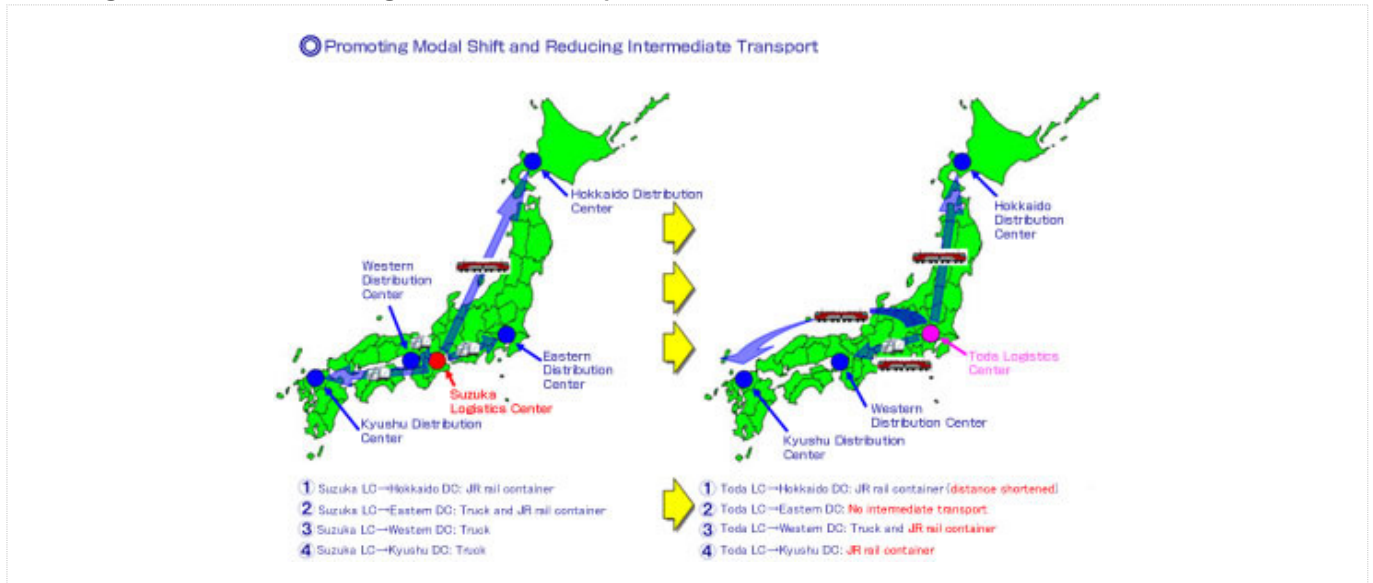 ◎Promoting Modal Shift and Reducing Intermediate Transport
Hokkaido Distribution
Center
Western
Distribution
Center
Eastern
Distribution
Center
Suzuka
Logistics Center
Kyushu Distribution
Center
Hokkaido
Distribution
Center
Toda Logistics
Center
Western
Distribution Center
Kyushu Distribution
Center
① Suzuka LC→Hokkaido DC: JR rail container
② Suzuka LC→Eastern DC: Truck and JR rail container
③ Suzuka LC→Western DC: Truck
④ Suzuka LC→Kyushu DC: Truck
① Toda LC→Hokkaido DC: JR rail container (distance shortened)
② Toda LC→Eastern DC: No intermediate transport
③ Toda LC→Western DC: Truck and JR rail container
④ Toda LC→Kyushu DC: JR rail container